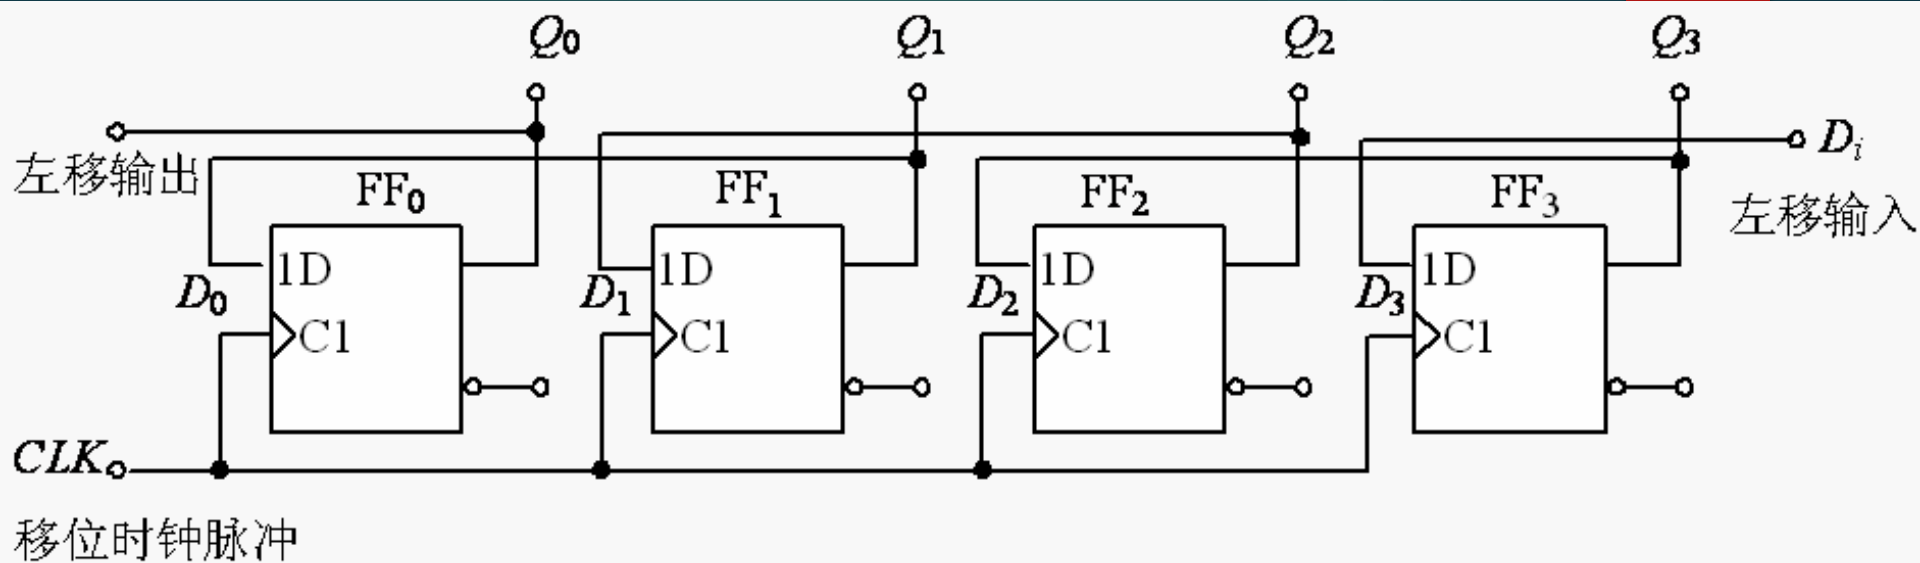 Q0 Q1 Q2 Q3
Di
左移输出
左移输入
FF0 FF1 FF2 FF3
1D 1D 1D 1D
D0 D1 D2 D3
C1 C1 C1 C1
CLK
移位时钟脉冲